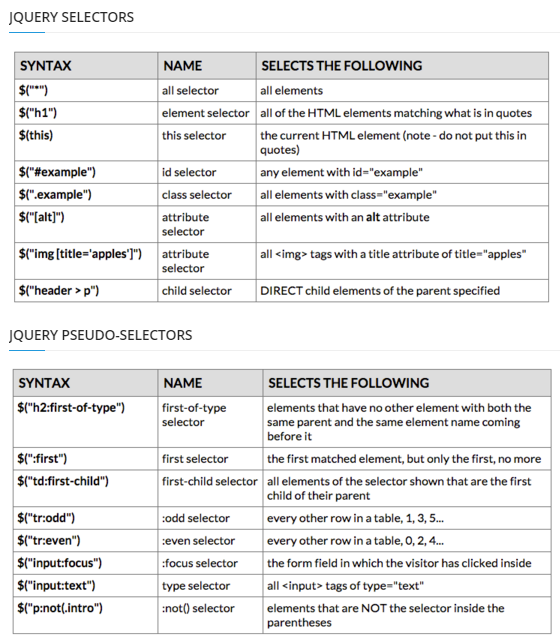 JQUERY SELECTORS
SYNTAX NAME SELECTS THE FOLLOWING
$("*") all selector all elements
$("h1") element selector all of the HTML elements matching what is in quotes
$(this) this selector the current HTML element (note - do not put this in
quotes)
$("#example") id selector any element with id="example"
$(".example") class selector all elements with class="example"
$("[alt]") attribute
selector all elements with an alt attribute
$("img [title='apples']") attribute
selector all <img> tags with a title attribute of title="apples"
$("header > p") child selector DIRECT child elements of the parent specified
JQUERY PSEUDO-SELECTORS
SYNTAX NAME SELECTS THE FOLLOWING
$("h2:first-of-type") first-of-type
selector elements that have no other element with both the
same parent and the same element name coming
before it
$(":first") first selector the first matched element, but only the first, no more
$("td:first-child") first-child selector all elements of the selector shown that are the first
child of their parent
$("tr:odd") :odd selector every other row in a table, 1, 3, 5...
$("tr:even") :even selector every other row in a table, 0, 2, 4...
$("input:focus") :focus selector the form field in which the visitor has clicked inside
$("input:text") type selector all <input> tags of type="text"
$("p:not(.intro") :not() selector elements that are NOT the selector inside the
parentheses